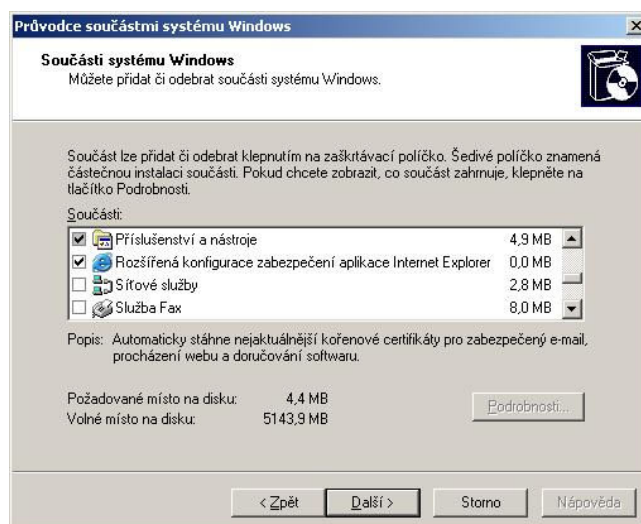 Průvodce součástmi systému Windows
Součásti systému Windows
Můžete přidat či odebrat součásti systému Windows.
Součást lze přidat či odebrat klepnutím na zaškrtávací políčko. Šedivé políčko znamená
částečnou instalaci součásti. Pokud chcete zobrazit, co součást zahrnuje, klepněte na
tlačítko Podrobnosti.
Součásti:
Příslušenství a nástroje 4,9 MB
Rozšířená konfigurace zabezpečení aplikace Internet Explorer 0,0 MB
Síťové služby 2,8 MB
Služba Fax 8,0 MB
Popis: Automaticky stáhne nejaktuálnější kořenové certifikáty pro zabezpečený e-mail,
procházení webu a doručování softwaru.
Požadované místo na disku: 4,4 MB
Volné místo na disku: 5143,9 MB
Podrobnosti...
< Zpět Další > Storno Nápověda